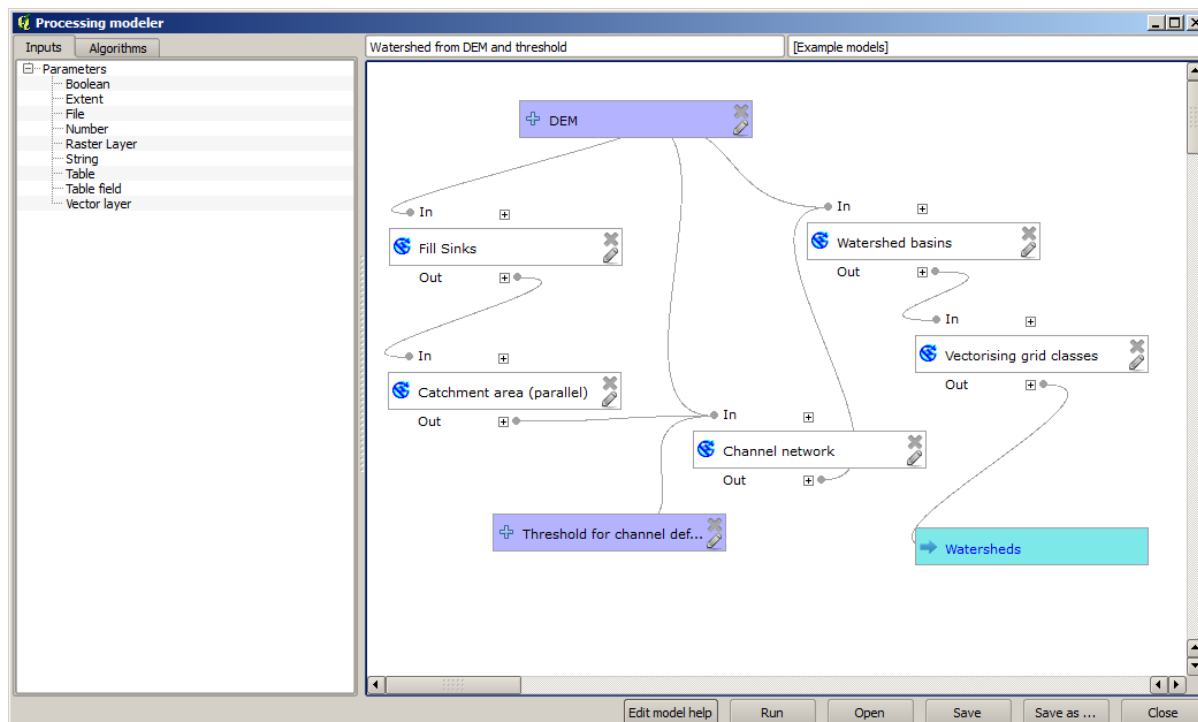 Processing modeler
Inputs
Algorithms
Parameters
Boolean
Extent
File
Number
Raster Layer
String
Table
Table field
Vector layer
Watershed from DEM and threshold
[Example models]
DEM
In
Fill Sinks
Out
In
Catchment area (parallel)
Out
In
Channel network
Out
Threshold for channel def...
In
Watershed basins
Out
In
Vectorising grid classes
Out
Watersheds
Edit model help
Run
Open
Save
Save as ...
Close